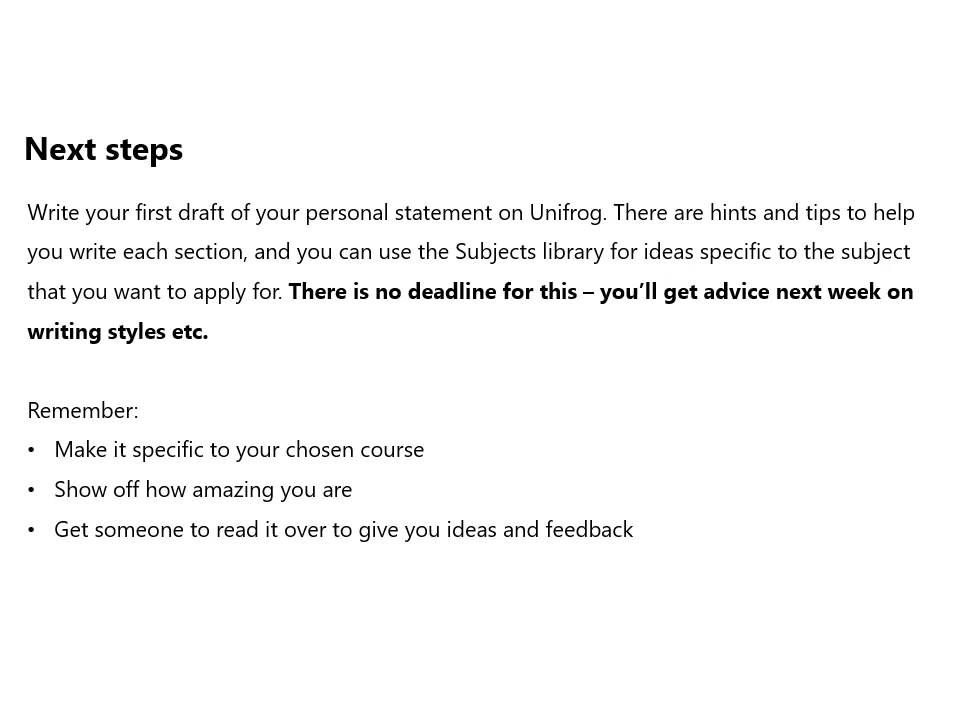 Next steps
Write your first draft of your personal statement on Unifrog. There are hints and tips to help
you write each section, and you can use the Subjects library for ideas specific to the subject
that you want to apply for. There is no deadline for this – you’ll get advice next week on
writing styles etc.
Remember:
• Make it specific to your chosen course
• Show off how amazing you are
• Get someone to read it over to give you ideas and feedback